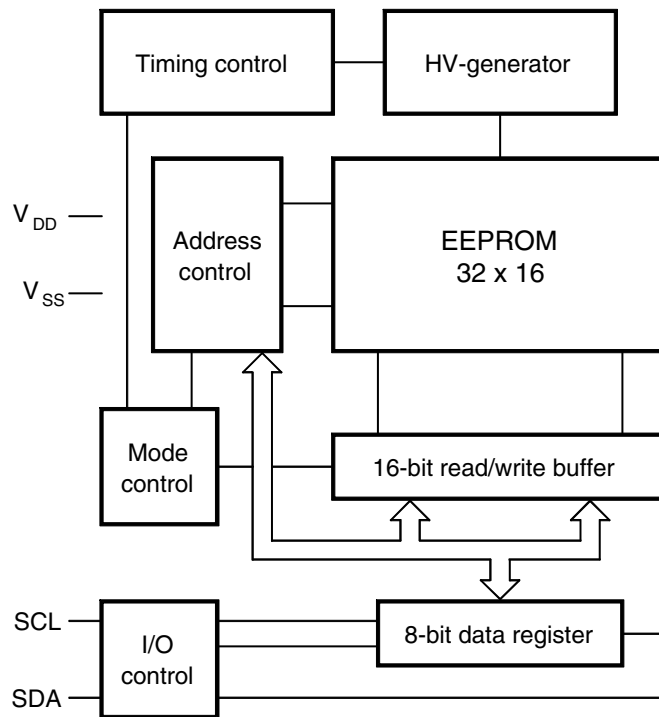 Timing control
HV-generator
V DD
V SS
Address
control
EEPROM
32 x 16
Mode
control
16-bit read/write buffer
SCL
SDA
I/O
control
8-bit data register